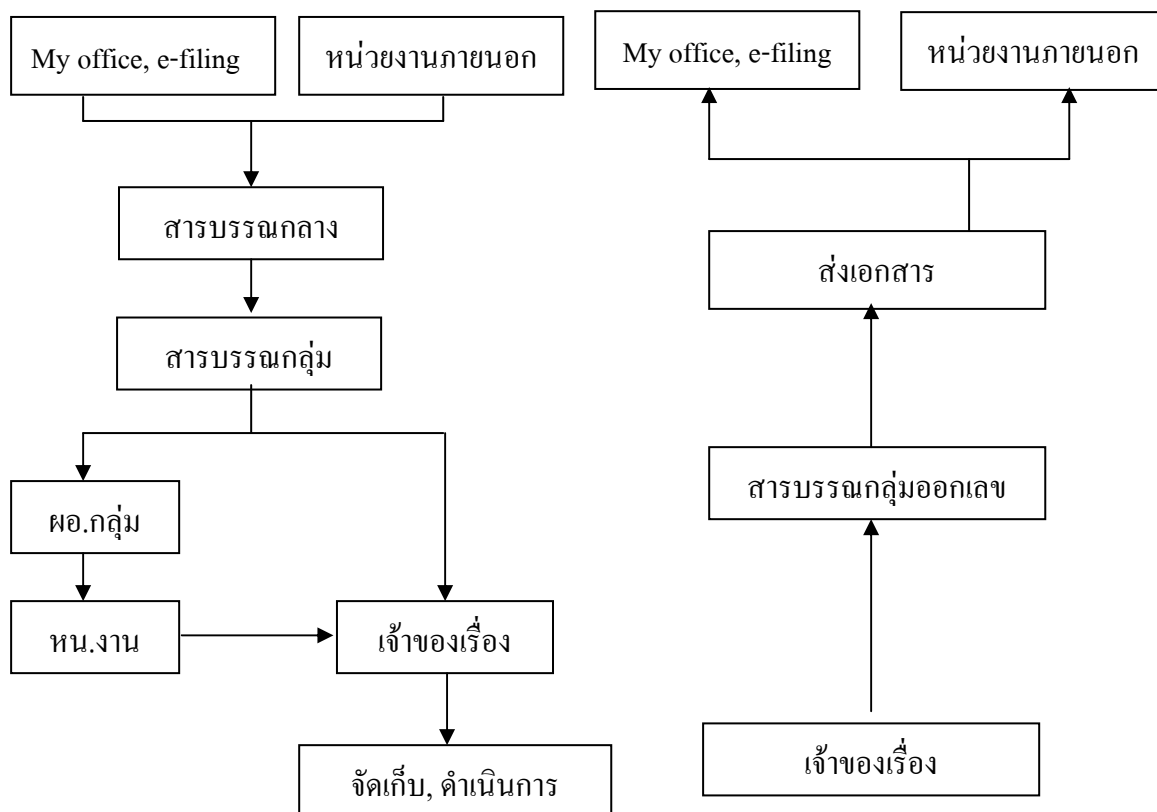 My office, e-filing
หน่วยงานภายนอก
สารบรรณกลาง
สารบรรณกลุ่ม
ผอ.กลุ่ม
หน.งาน
เจ้าของเรื่อง
จัดเก็บ, ดำเนินการ
My office, e-filing
หน่วยงานภายนอก
ส่งเอกสาร
สารบรรณกลุ่มออกเลข
เจ้าของเรื่อง